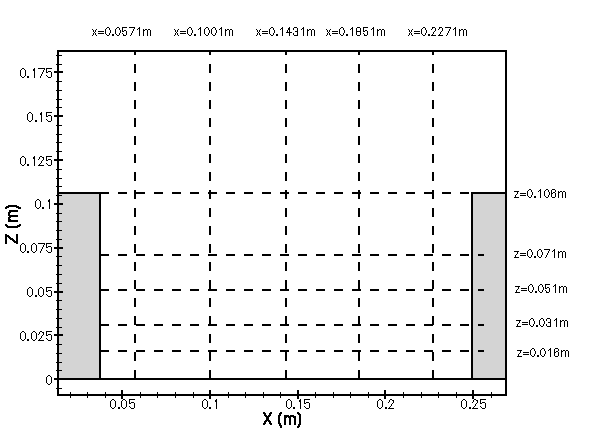 x=0.0571m x=0.1001m x=0.1431m x=0.1851m x=0.2271m
0.175
0.15
0.125
z=0.106m
0.1
Z (m)
0.075
z=0.071m
0.05
z=0.051m
z=0.031m
0.025
z=0.016m
0
0.05 0.1 0.15 0.2 0.25
X (m)